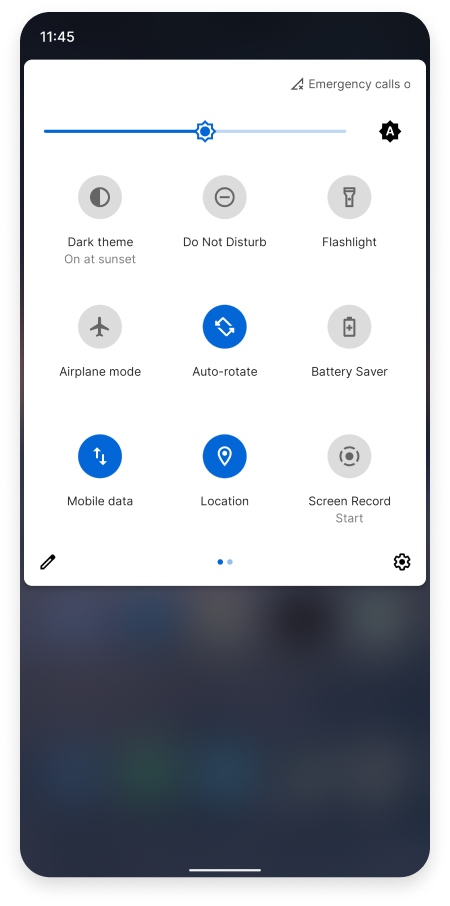 11:45
Emergency calls o
A
Dark theme
On at sunset
Do Not Disturb
Flashlight
Airplane mode
Auto-rotate
Battery Saver
Mobile data
Location
Screen Record
Start